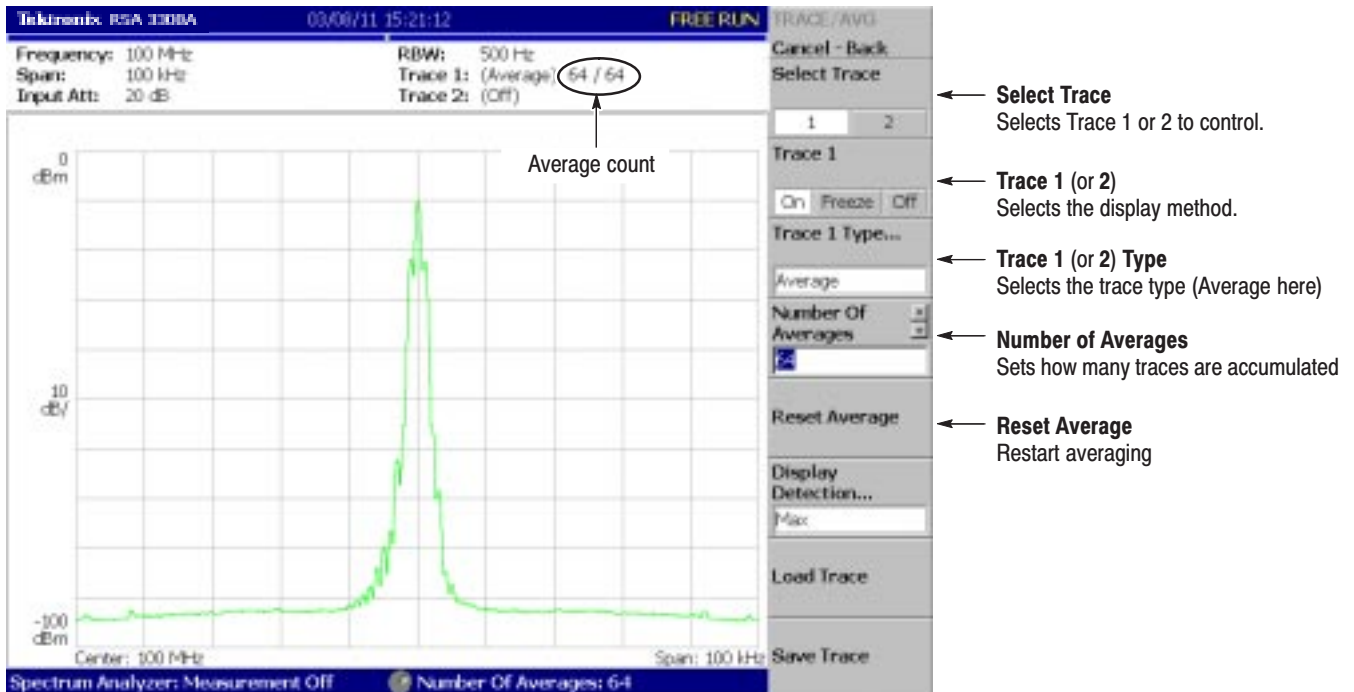 Tektronix RSA 3308A 03/08/11 15:21:12 FREE RUN
Frequency: 100 MHz
Span: 100 kHz
Input Att: 20 dB
RBW: 500 Hz
Trace 1: (Average) 64 / 64
Trace 2: (Off)
Average count
0
dBm
10
dB/
-100
dBm
Center: 100 MHz
Span: 100 kHz
Spectrum Analyzer: Measurement Off
Number Of Averages: 64
TRACE/AVG
Cancel - Back
Select Trace
1 2
Trace 1
On Freeze Off
Trace 1 Type...
Average
Number Of
Averages
64
Reset Average
Display
Detection...
Max
Load Trace
Save Trace
Select Trace
Selects Trace 1 or 2 to control.
Trace 1 (or 2)
Selects the display method.
Trace 1 (or 2) Type
Selects the trace type (Average here)
Number of Averages
Sets how many traces are accumulated
Reset Average
Restart averaging